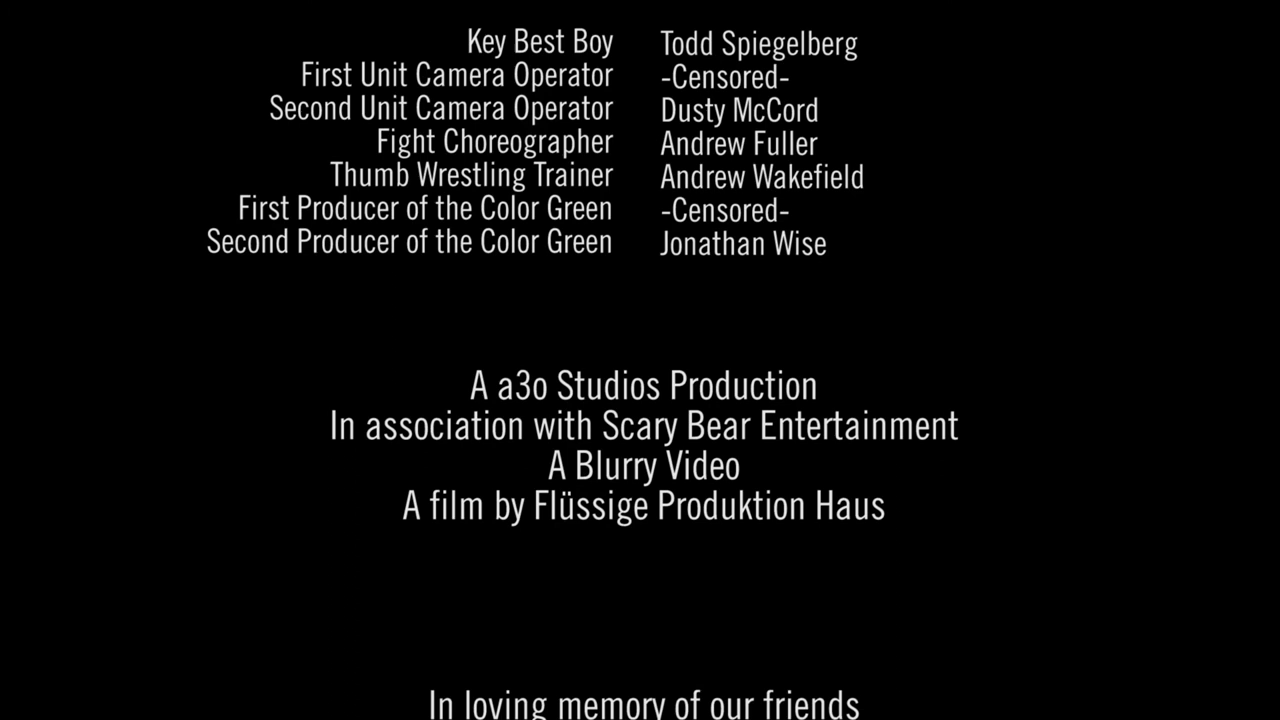 Key Best Boy Todd Spiegelberg
First Unit Camera Operator -Censored-
Second Unit Camera Operator Dusty McCord
Fight Choreographer Andrew Fuller
Thumb Wrestling Trainer Andrew Wakefield
First Producer of the Color Green -Censored-
Second Producer of the Color Green Jonathan Wise
A a3o Studios Production
In association with Scary Bear Entertainment
A Blurry Video
A film by Flüssige Produktion Haus
In loving memory of our friends